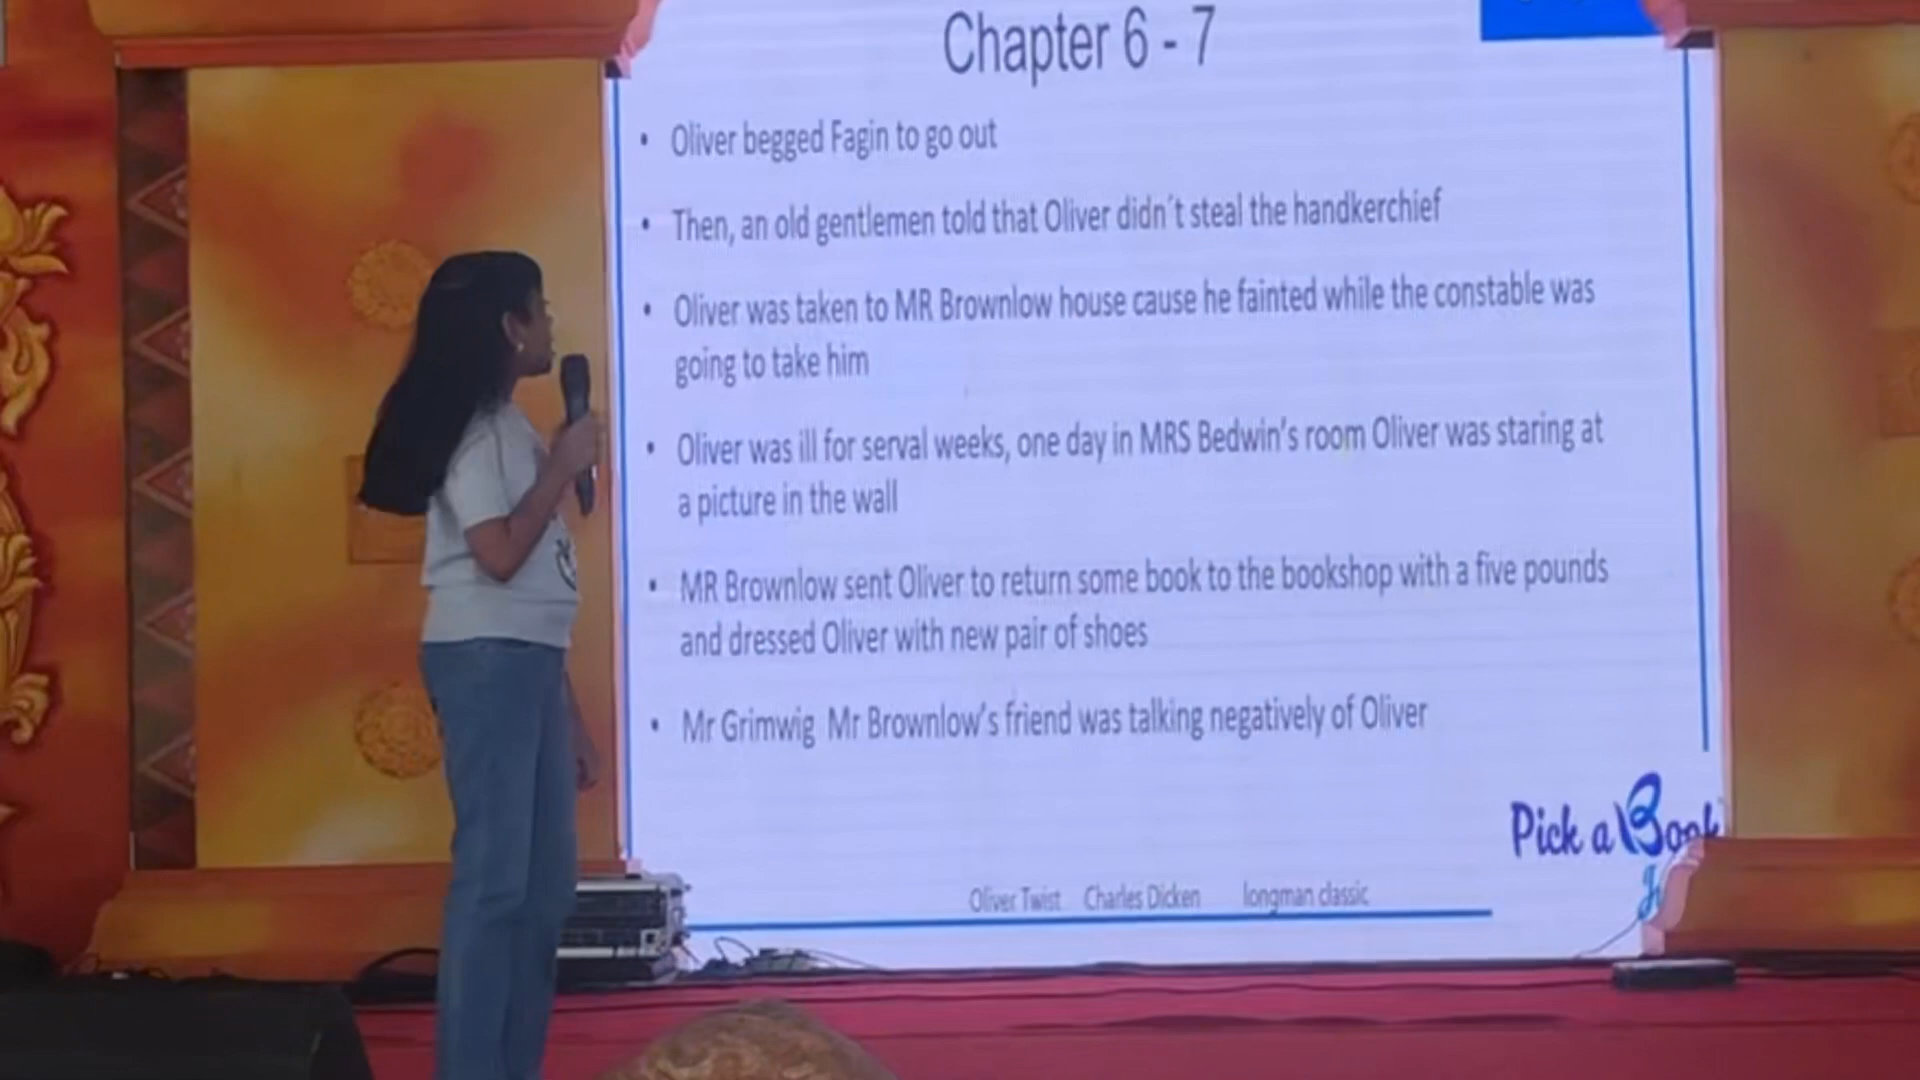 Chapter 6 - 7
• Oliver begged Fagin to go out
• Then, an old gentlemen told that Oliver didn´t steal the handkerchief
• Oliver was taken to MR Brownlow house cause he fainted while the constable was
going to take him
• Oliver was ill for serval weeks, one day in MRS Bedwin's room Oliver was staring at
a picture in the wall
• MR Brownlow sent Oliver to return some book to the bookshop with a five pounds
and dressed Oliver with new pair of shoes
• Mr Grimwig Mr Brownlow's friend was talking negatively of Oliver
Pick a Book
Oliver Twist Charles Dicken longman classic